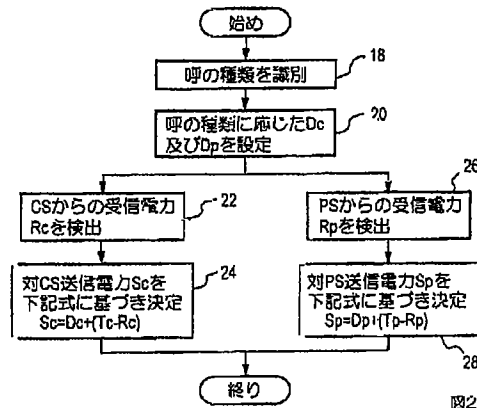 始め
呼の種類を識別
18
呼の種類に応じたDc
及びDpを設定
20
CSからの受信電力
Rcを検出
22
PSからの受信電力
Rpを検出
26
対CS送信電力Scを
下記式に基づき決定
Sc=Dc+(Tc-Rc)
24
対PS送信電力Spを
下記式に基づき決定
Sp=Dp+(Tp-Rp)
28
終り
図2